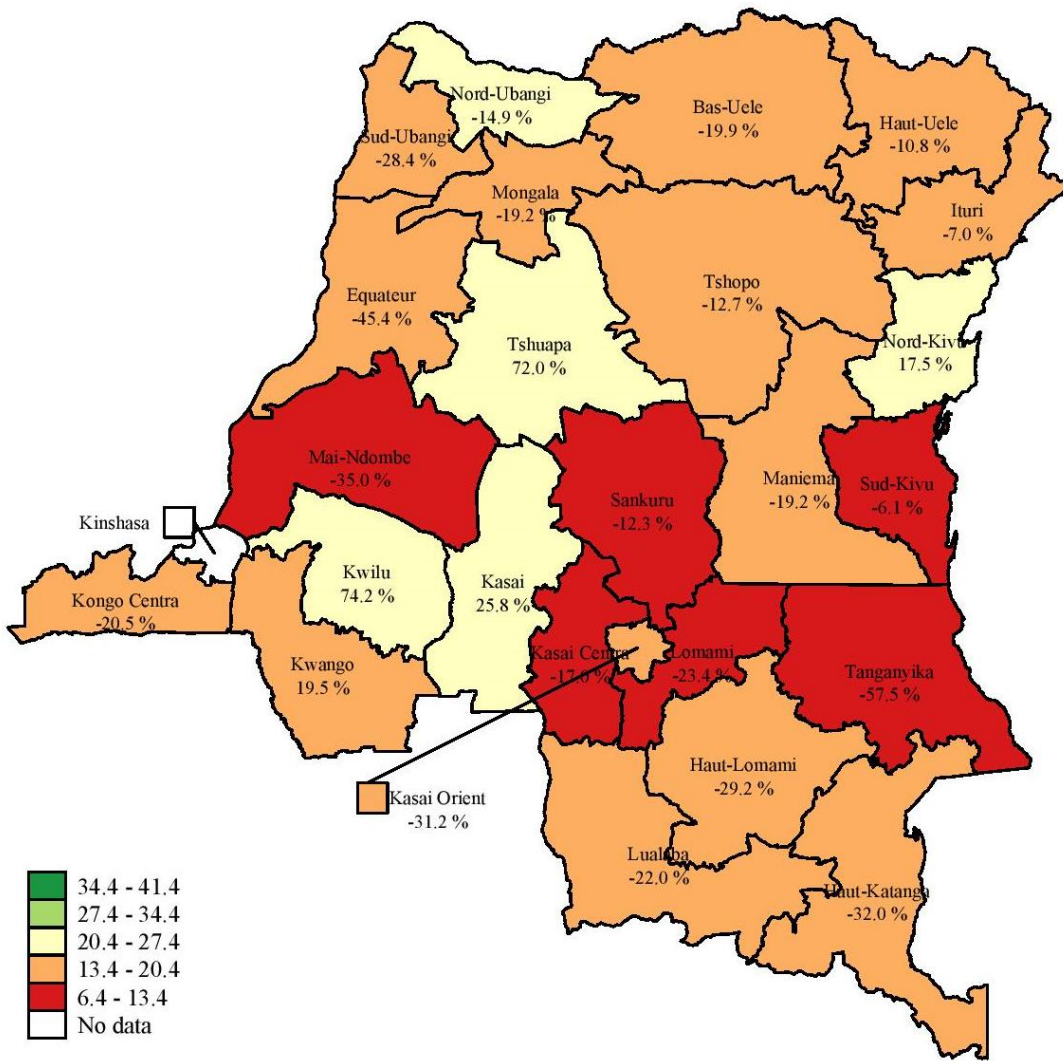 Nord-Ubangi
-14.9 %
Bas-Uele
-19.9 %
Haut-Uele
-10.8 %
Sud-Ubangi
-28.4 %
Mongala
-19.2 %
Ituri
-7.0 %
Equateur
-45.4 %
Tshopo
-12.7 %
Tshuapa
72.0 %
Nord-Kivu
17.5 %
Mai-Ndombe
-35.0 %
Sankuru
-12.3 %
Maniema
-19.2 %
Sud-Kivu
-6.1 %
Kinshasa
Kwilu
74.2 %
Kasai
25.8 %
Kongo Centra
-20.5 %
Kwango
19.5 %
Kasai Centra
-17.0 %
Lomami
-23.4 %
Tanganyika
-57.5 %
Haut-Lomami
-29.2 %
Kasai Orient
-31.2 %
Lualaba
-22.0 %
Haut-Katanga
-32.0 %
34.4 - 41.4
27.4 - 34.4
20.4 - 27.4
13.4 - 20.4
6.4 - 13.4
No data